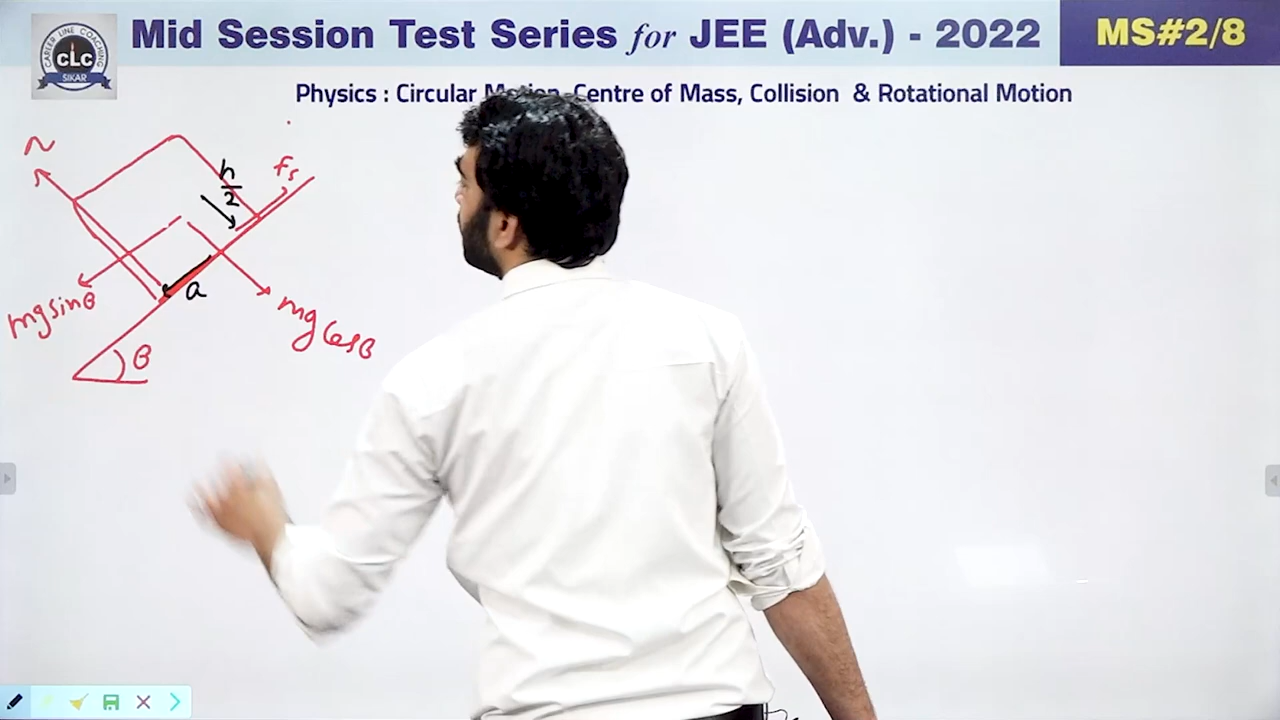 Mid Session Test Series for JEE (Adv.) - 2022
MS#2/8
CAREER LINE COACHING
CLC
SIKAR
Physics : Circular Motion, Centre of Mass, Collision & Rotational Motion
N
h/2
fs
mg sinθ
a
mg cosθ
θ